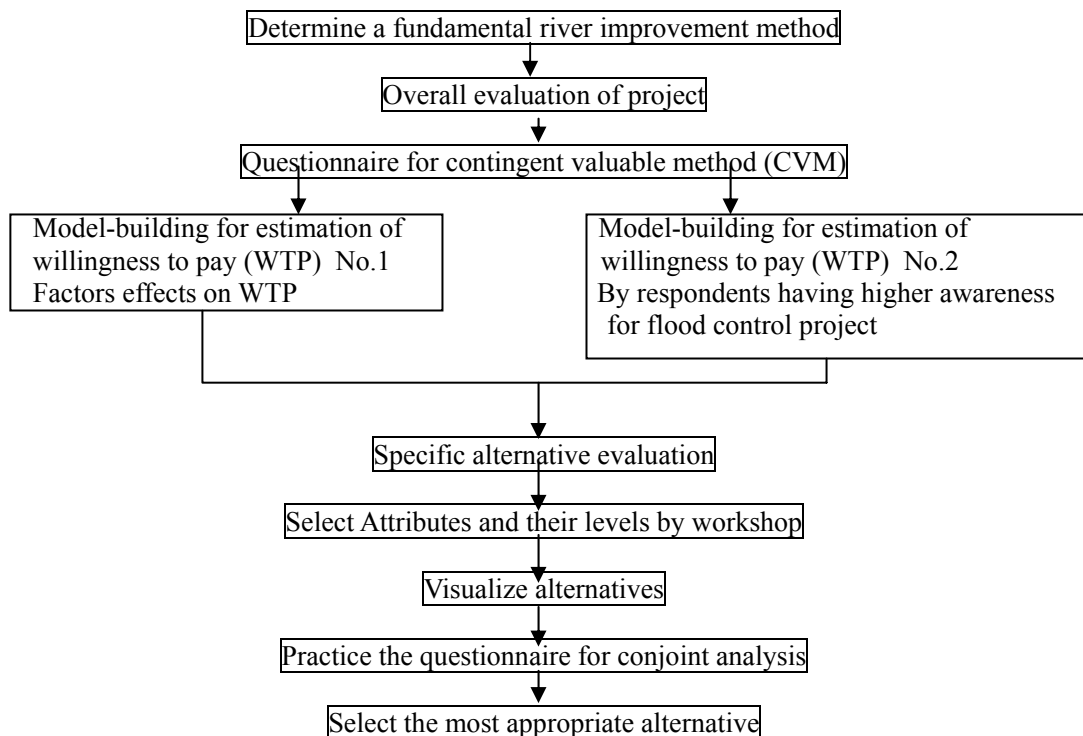 Determine a fundamental river improvement method
Overall evaluation of project
Questionnaire for contingent valuable method (CVM)
Model-building for estimation of
willingness to pay (WTP) No.1
Factors effects on WTP
Model-building for estimation of
willingness to pay (WTP) No.2
By respondents having higher awareness
for flood control project
Specific alternative evaluation
Select Attributes and their levels by workshop
Visualize alternatives
Practice the questionnaire for conjoint analysis
Select the most appropriate alternative